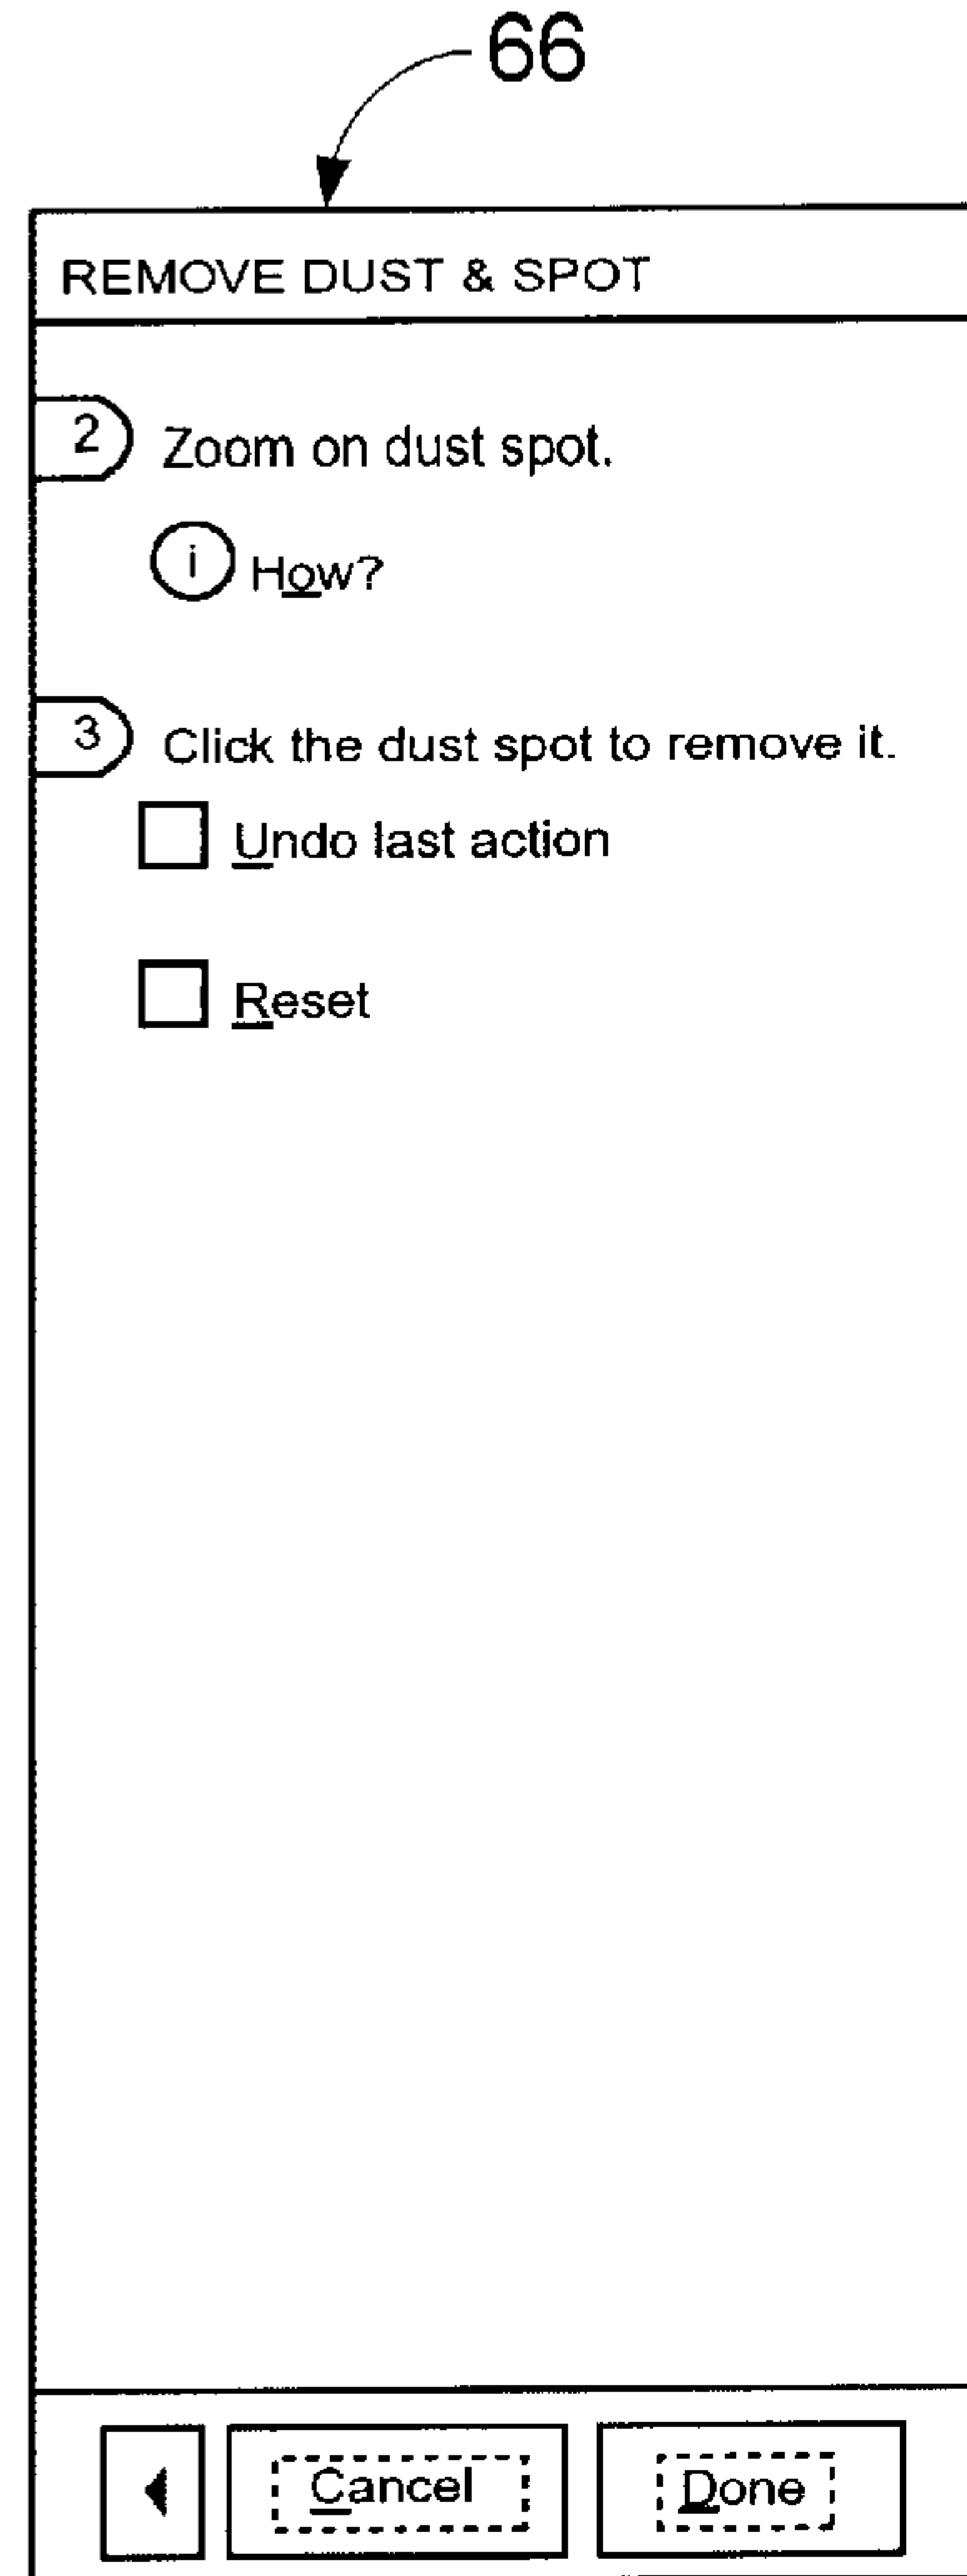 66
REMOVE DUST & SPOT
2 Zoom on dust spot.
i How?
3 Click the dust spot to remove it.
Undo last action
Reset
Cancel Done